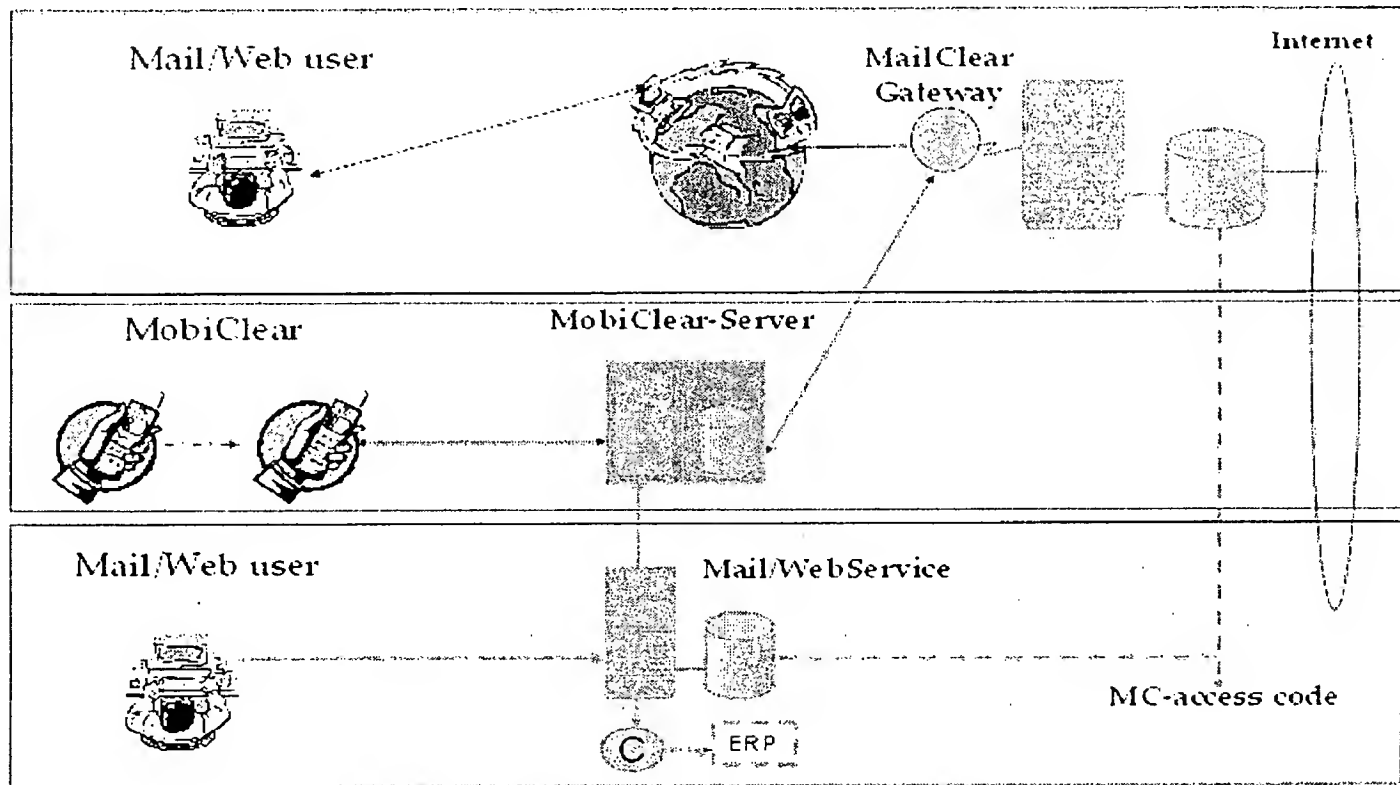 Mail/Web user
MailClear
Gateway
Internet
MobiClear
MobiClear-Server
Mail/Web user
Mail/WebService
MC-access code
C
ERP